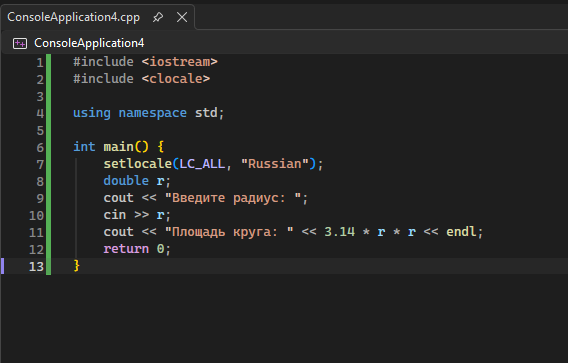 ConsoleApplication4.cpp
ConsoleApplication4
1 #include <iostream>
2 #include <clocale>
3
4 using namespace std;
5
6 int main() {
7 setlocale(LC_ALL, "Russian");
8 double r;
9 cout << "Введите радиус: ";
10 cin >> r;
11 cout << "Площадь круга: " << 3.14 * r * r << endl;
12 return 0;
13 }